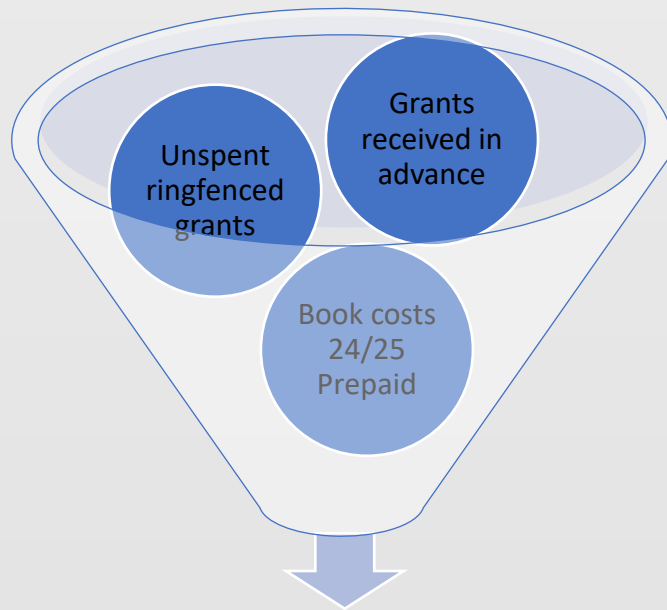 Grants
received in
advance
Unspent
ringfenced
grants
Book costs
24/25
Prepaid